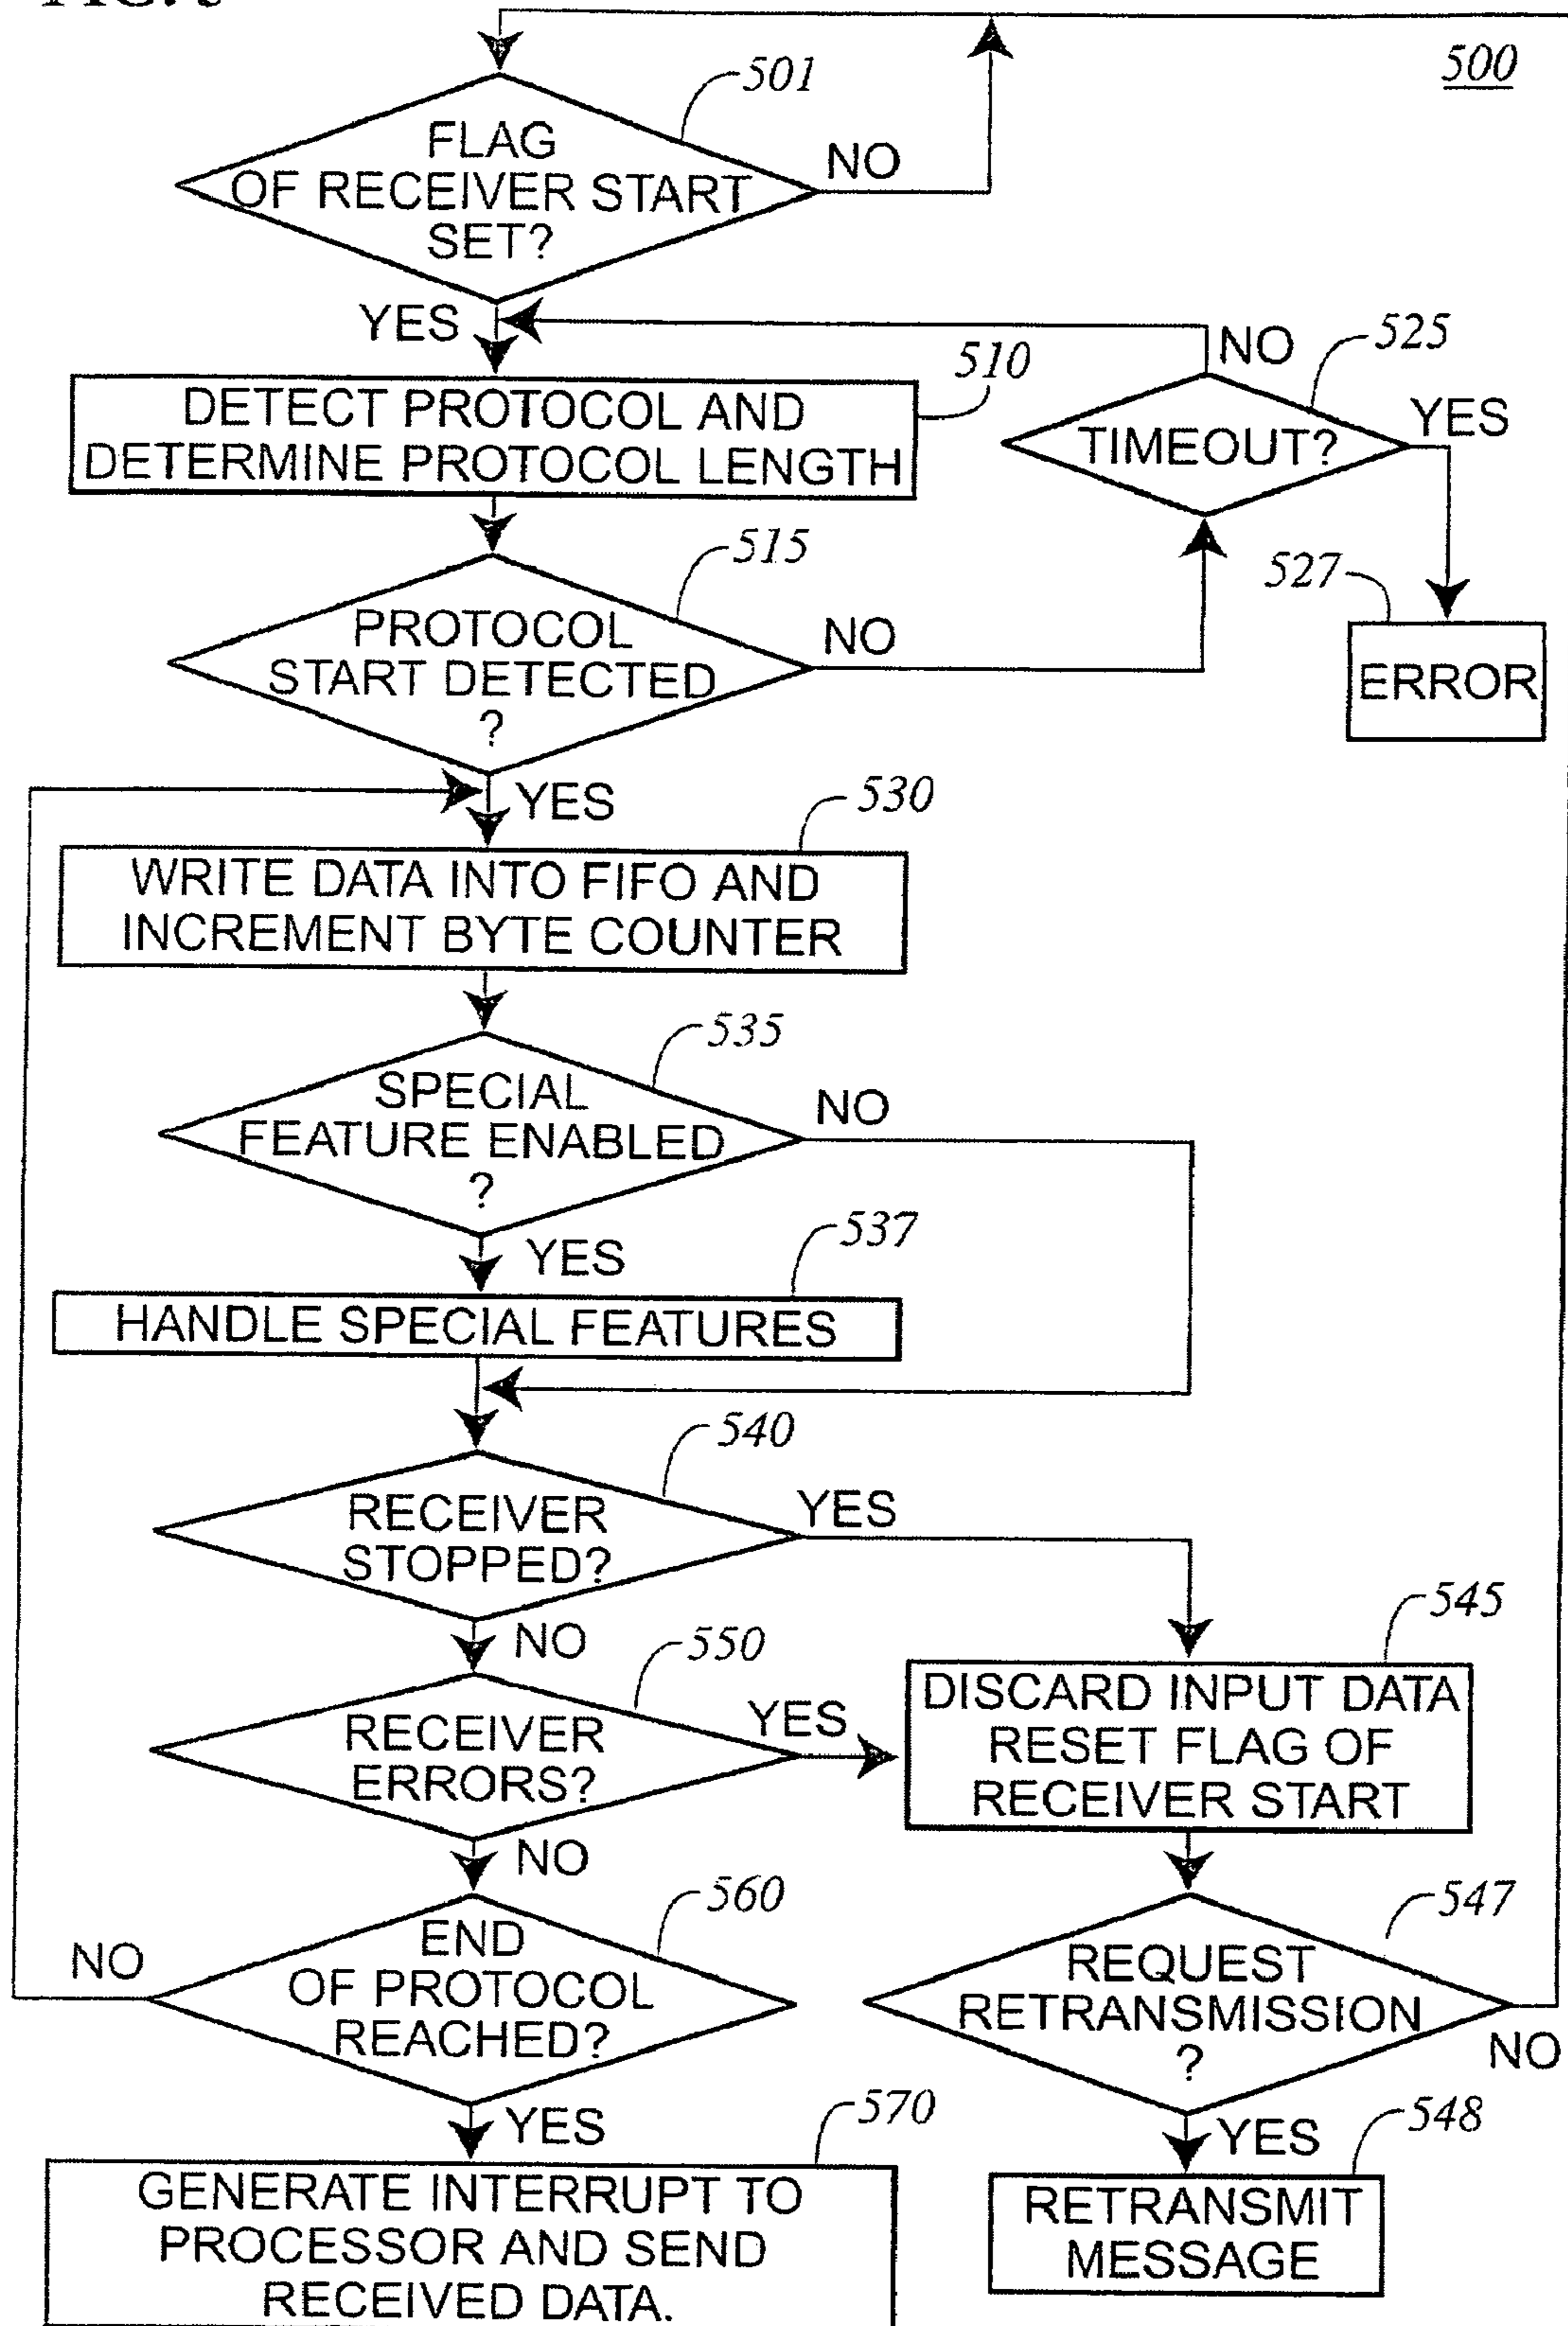 500
501
FLAG
OF RECEIVER START
SET?
NO
YES
510
DETECT PROTOCOL AND
DETERMINE PROTOCOL LENGTH
NO
525
TIMEOUT?
YES
527
ERROR
515
PROTOCOL
START DETECTED
?
NO
YES
530
WRITE DATA INTO FIFO AND
INCREMENT BYTE COUNTER
535
SPECIAL
FEATURE ENABLED
?
NO
YES
537
HANDLE SPECIAL FEATURES
540
RECEIVER
STOPPED?
YES
NO
550
RECEIVER
ERRORS?
YES
NO
545
DISCARD INPUT DATA
RESET FLAG OF
RECEIVER START
560
END
OF PROTOCOL
REACHED?
NO
YES
547
REQUEST
RETRANSMISSION
?
NO
YES
570
GENERATE INTERRUPT TO
PROCESSOR AND SEND
RECEIVED DATA.
548
RETRANSMIT
MESSAGE